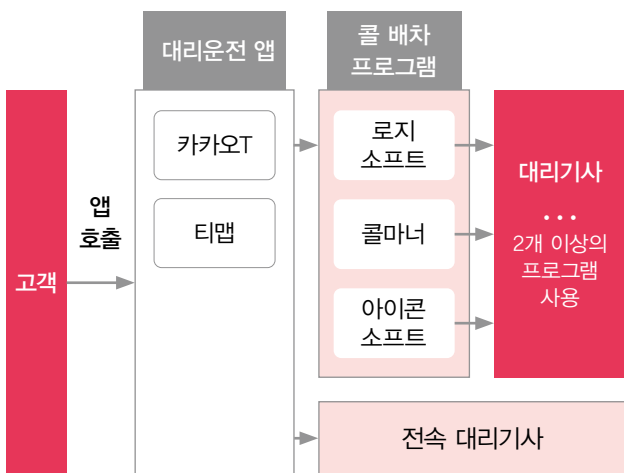 대리운전 앱
콜 배차
프로그램
고객
앱
호출
카카오T
티맵
로지
소프트
콜마너
아이콘
소프트
대리기사
...
2개 이상의
프로그램
사용
전속 대리기사